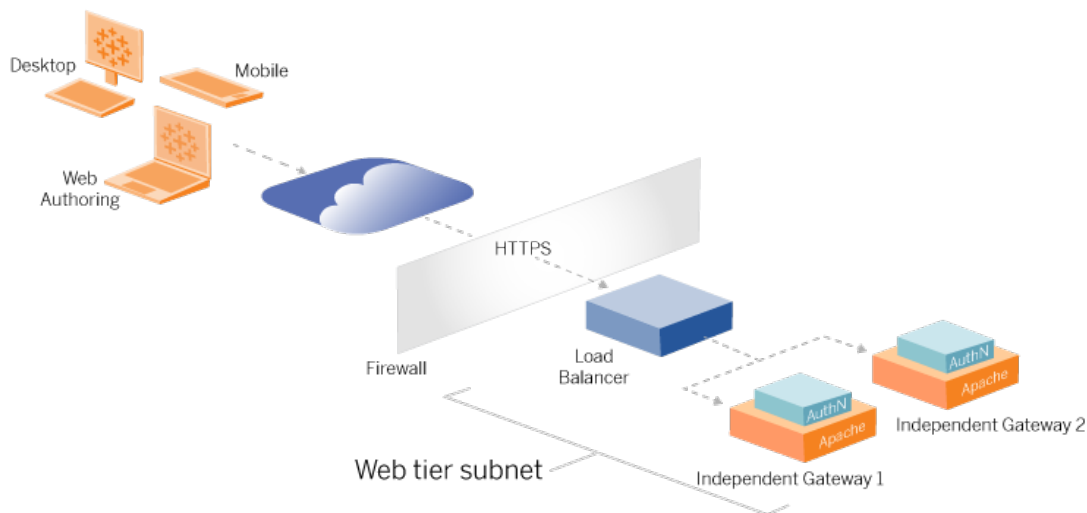 Desktop
Mobile
Web
Authoring
HTTPS
Firewall
Load
Balancer
AuthN
Apache
Independent Gateway 2
AuthN
Apache
Independent Gateway 1
Web tier subnet